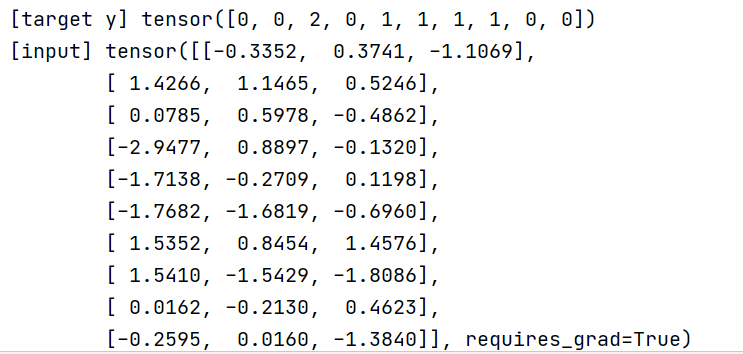 [target y] tensor([0, 0, 2, 0, 1, 1, 1, 1, 0, 0])
[input] tensor([[-0.3352,  0.3741, -1.1069],
        [ 1.4266,  1.1465,  0.5246],
        [ 0.0785,  0.5978, -0.4862],
        [-2.9477,  0.8897, -0.1320],
        [-1.7138, -0.2709,  0.1198],
        [-1.7682, -1.6819, -0.6960],
        [ 1.5352,  0.8454,  1.4576],
        [ 1.5410, -1.5429, -1.8086],
        [ 0.0162, -0.2130,  0.4623],
        [-0.2595,  0.0160, -1.3840]], requires_grad=True)